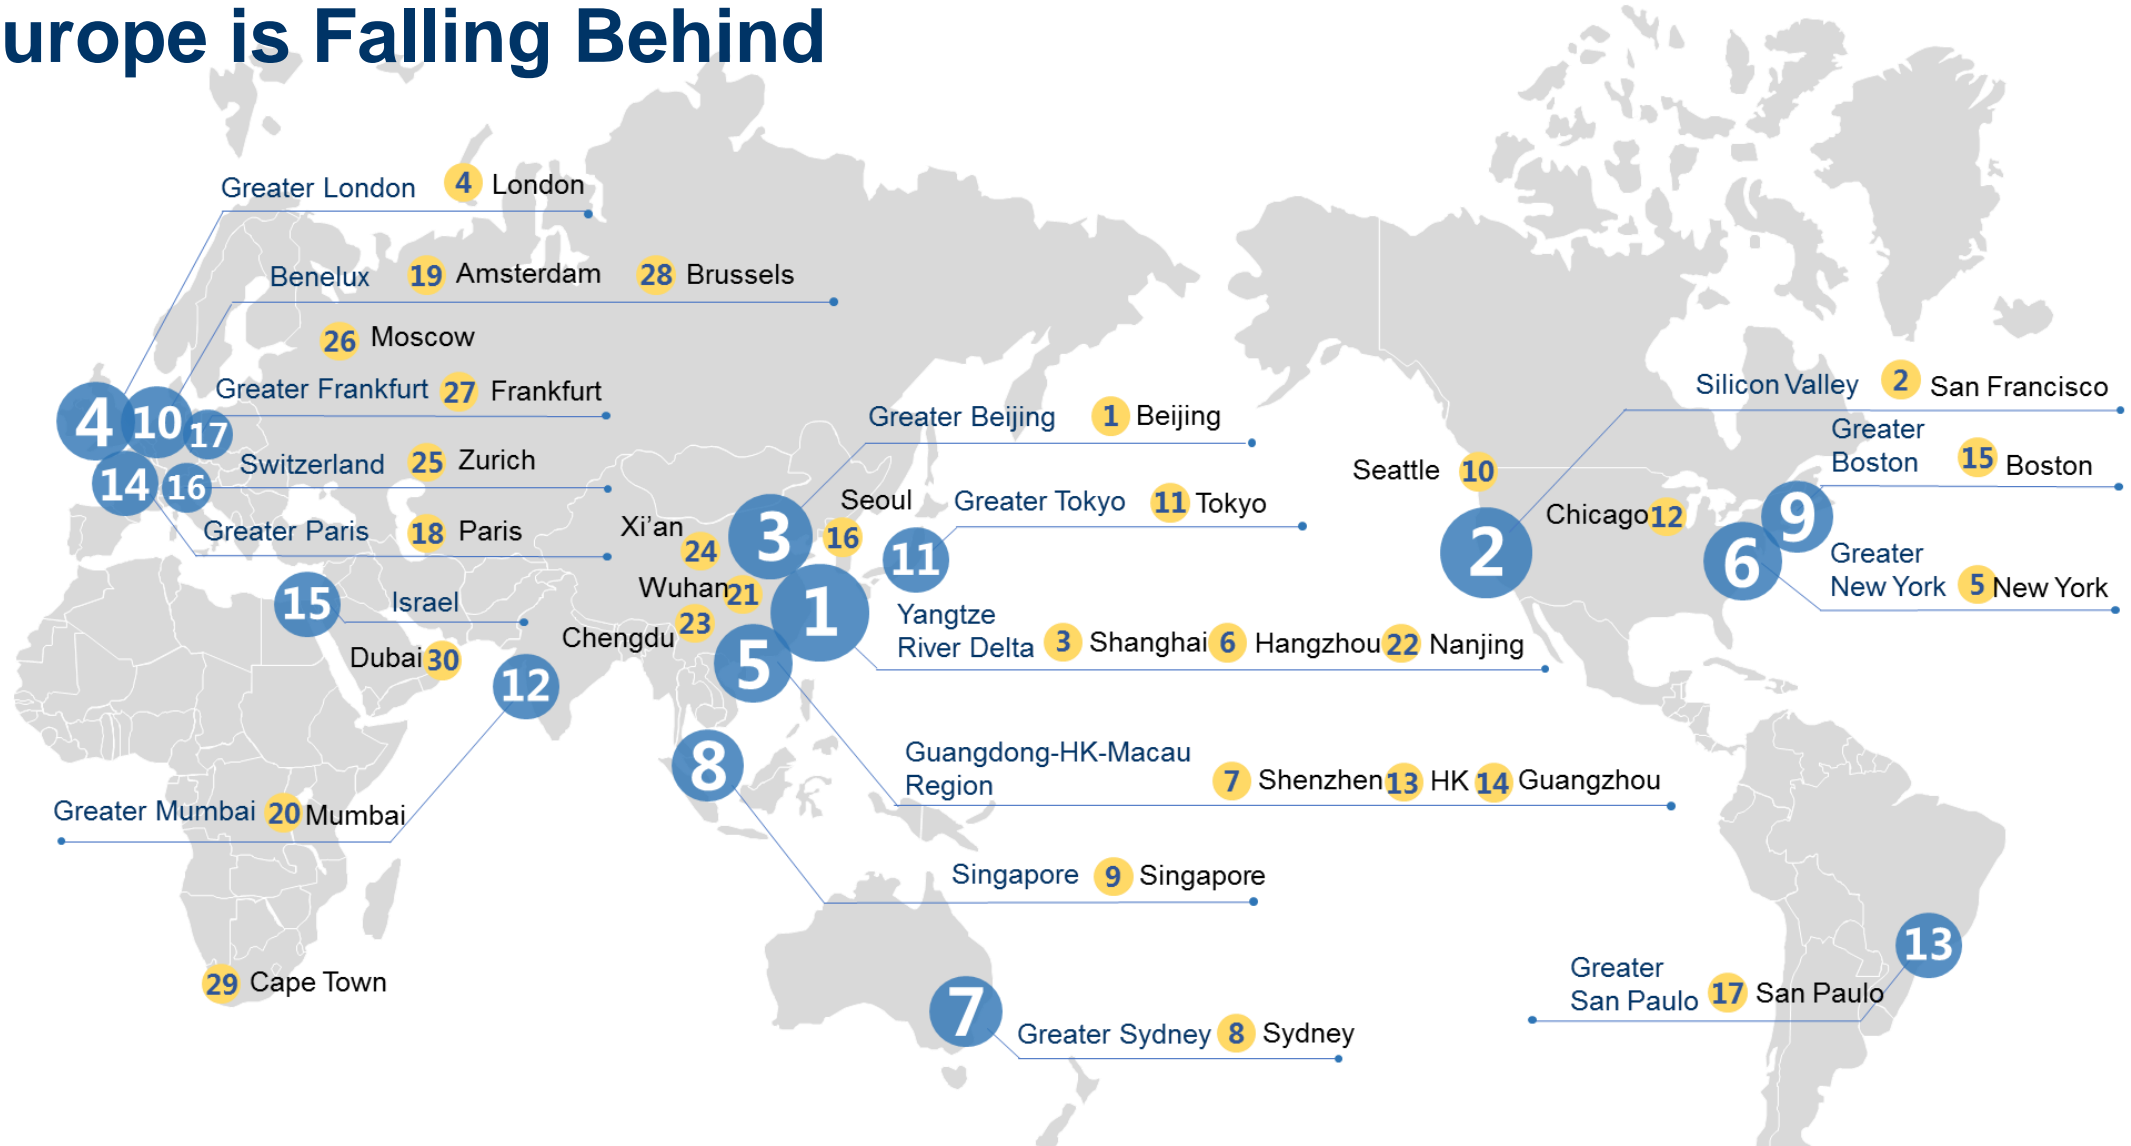 urope is Falling Behind
Greater London 4 London
Benelux 19 Amsterdam 28 Brussels
26 Moscow
Greater Frankfurt 27 Frankfurt
Switzerland 25 Zurich
Greater Paris 18 Paris
4
10
17
14
16
15
Israel
Dubai 30
12
Greater Mumbai 20 Mumbai
29 Cape Town
Greater Beijing 1 Beijing
Seoul
16
Greater Tokyo 11 Tokyo
Xi’an
24
3
11
Wuhan 21
Chengdu 23
1
5
Yangtze
River Delta 3 Shanghai 6 Hangzhou 22 Nanjing
8
Guangdong-HK-Macau
Region 7 Shenzhen 13 HK 14 Guangzhou
Singapore 9 Singapore
7
Greater Sydney 8 Sydney
Silicon Valley 2 San Francisco
Greater
Boston 15 Boston
Seattle 10
Chicago 12
2
9
6
Greater
New York 5 New York
13
Greater
San Paulo 17 San Paulo